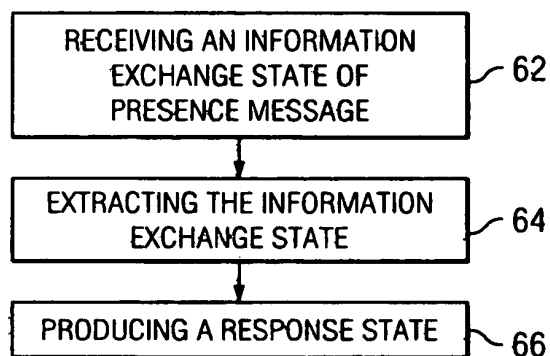 RECEIVING AN INFORMATION
EXCHANGE STATE OF
PRESENCE MESSAGE
62
EXTRACTING THE INFORMATION
EXCHANGE STATE
64
PRODUCING A RESPONSE STATE
66